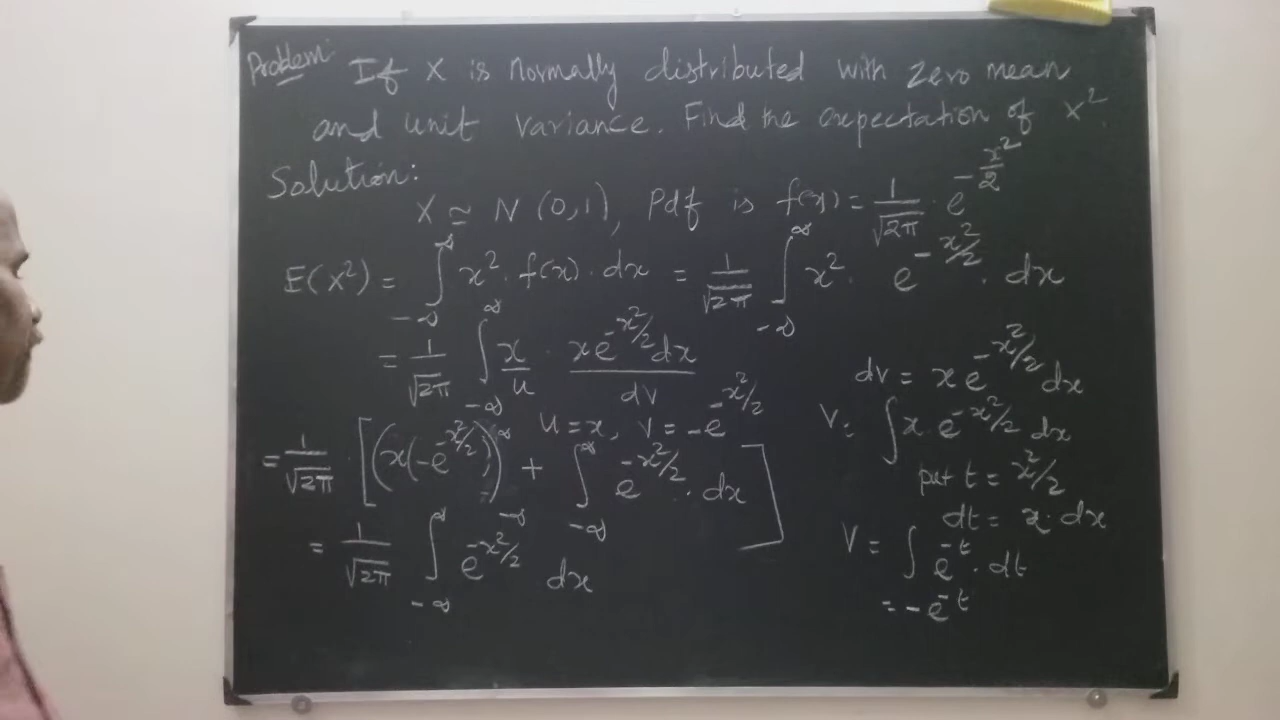 Problem: If X is normally distributed with zero mean
and unit variance. Find the expectation of X².
Solution:
X ≃ N (0,1), Pdf is f(x) = 1/√2π · e^(-x²/2)
E(X²) = ∫_{-∞}^{∞} x² · f(x) · dx = 1/√2π ∫_{-∞}^{∞} x² · e^(-x²/2) · dx
= 1/√2π ∫_{-∞}^{∞} x/u · xe^(-x²/2)dx/dv
u = x, v = -e^(-x²/2)
= 1/√2π · [(x(-e^(-x²/2)))_{-∞}^{∞} + ∫_{-∞}^{∞} e^(-x²/2) · dx]
= 1/√2π ∫_{-∞}^{∞} e^(-x²/2) dx
dv = x e^(-x²/2) dx
V = ∫ x · e^(-x²/2) dx
put t = x²/2
dt = x · dx
V = ∫ e^(-t) · dt
= -e^(-t)